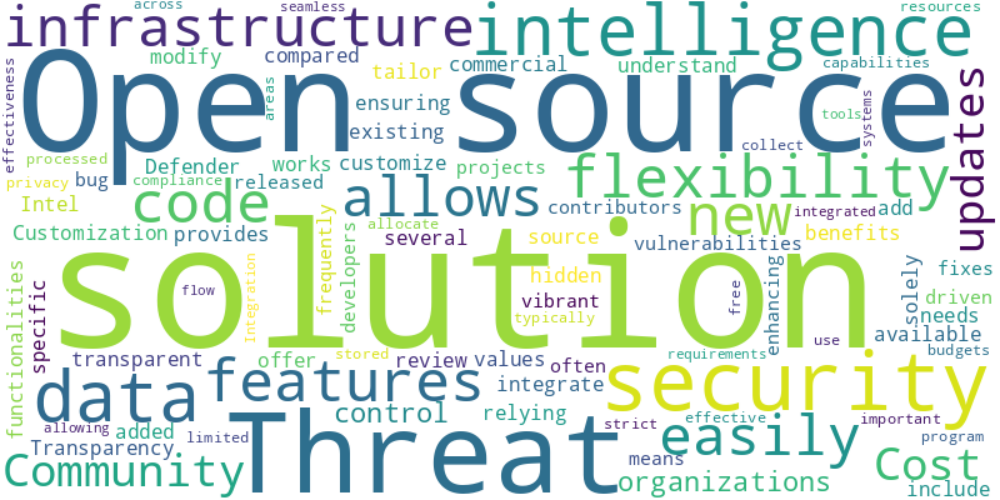 across
seamless
resources
infrastructure
intelligence
modify
compared
tailor
commercial
understand
capabilities
Open source
effectiveness
areas
ensuring
existing
tools
systems
collect
updates
processed
privacy
bug
Defender
compliance
released
works
customize
projects
flexibility
Intel
code
allows
contributors
new
integrated
add
Customization
provides
frequently
developers
allocate
several
source
vulnerabilities
benefits
solution
functionalities
specific
flow
Integration
hidden
vibrant
typically
free
enhancing
solely
fixes
driven
needs
available
use
budgets
transparent
offer
stored
review
values
often
requirements
data
features
integrate
security
control
relying
strict
effective
important
allowing
added
limited
Transparency
Threat
easily
program
Community
means
organizations
Cost
include